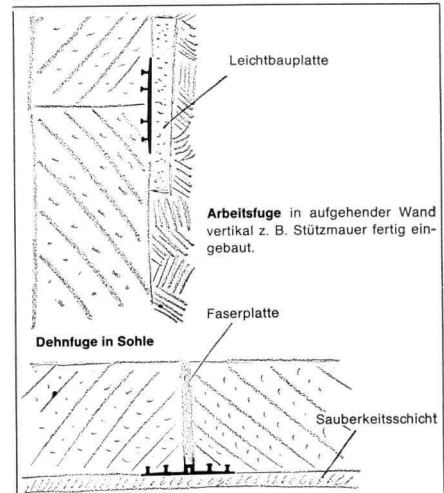 Leichtbauplatte
Arbeitsfuge in aufgehender Wand
vertikal z. B. Stützmauer fertig ein-
gebaut.
Faserplatte
Dehnfuge in Sohle
Sauberkeitsschicht